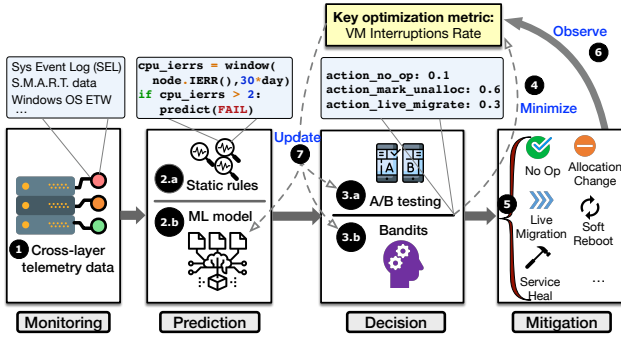 Key optimization metric:
VM Interruptions Rate
Observe
6
Sys Event Log (SEL)
S.M.A.R.T. data
Windows OS ETW
...
cpu_ierrs = window(
node.IERR(),30*day)
if cpu_ierrs > 2:
predict(FAIL)
action_no_op: 0.1
action_mark_unalloc: 0.6
action_live_migrate: 0.3
4
Minimize
Update
7
1
Cross-layer
telemetry data
2.a
Static rules
2.b
ML model
A
B
3.a
A/B testing
3.b
Bandits
5
No Op
Allocation
Change
Live
Migration
Soft
Reboot
Service
Heal
...
Monitoring
Prediction
Decision
Mitigation